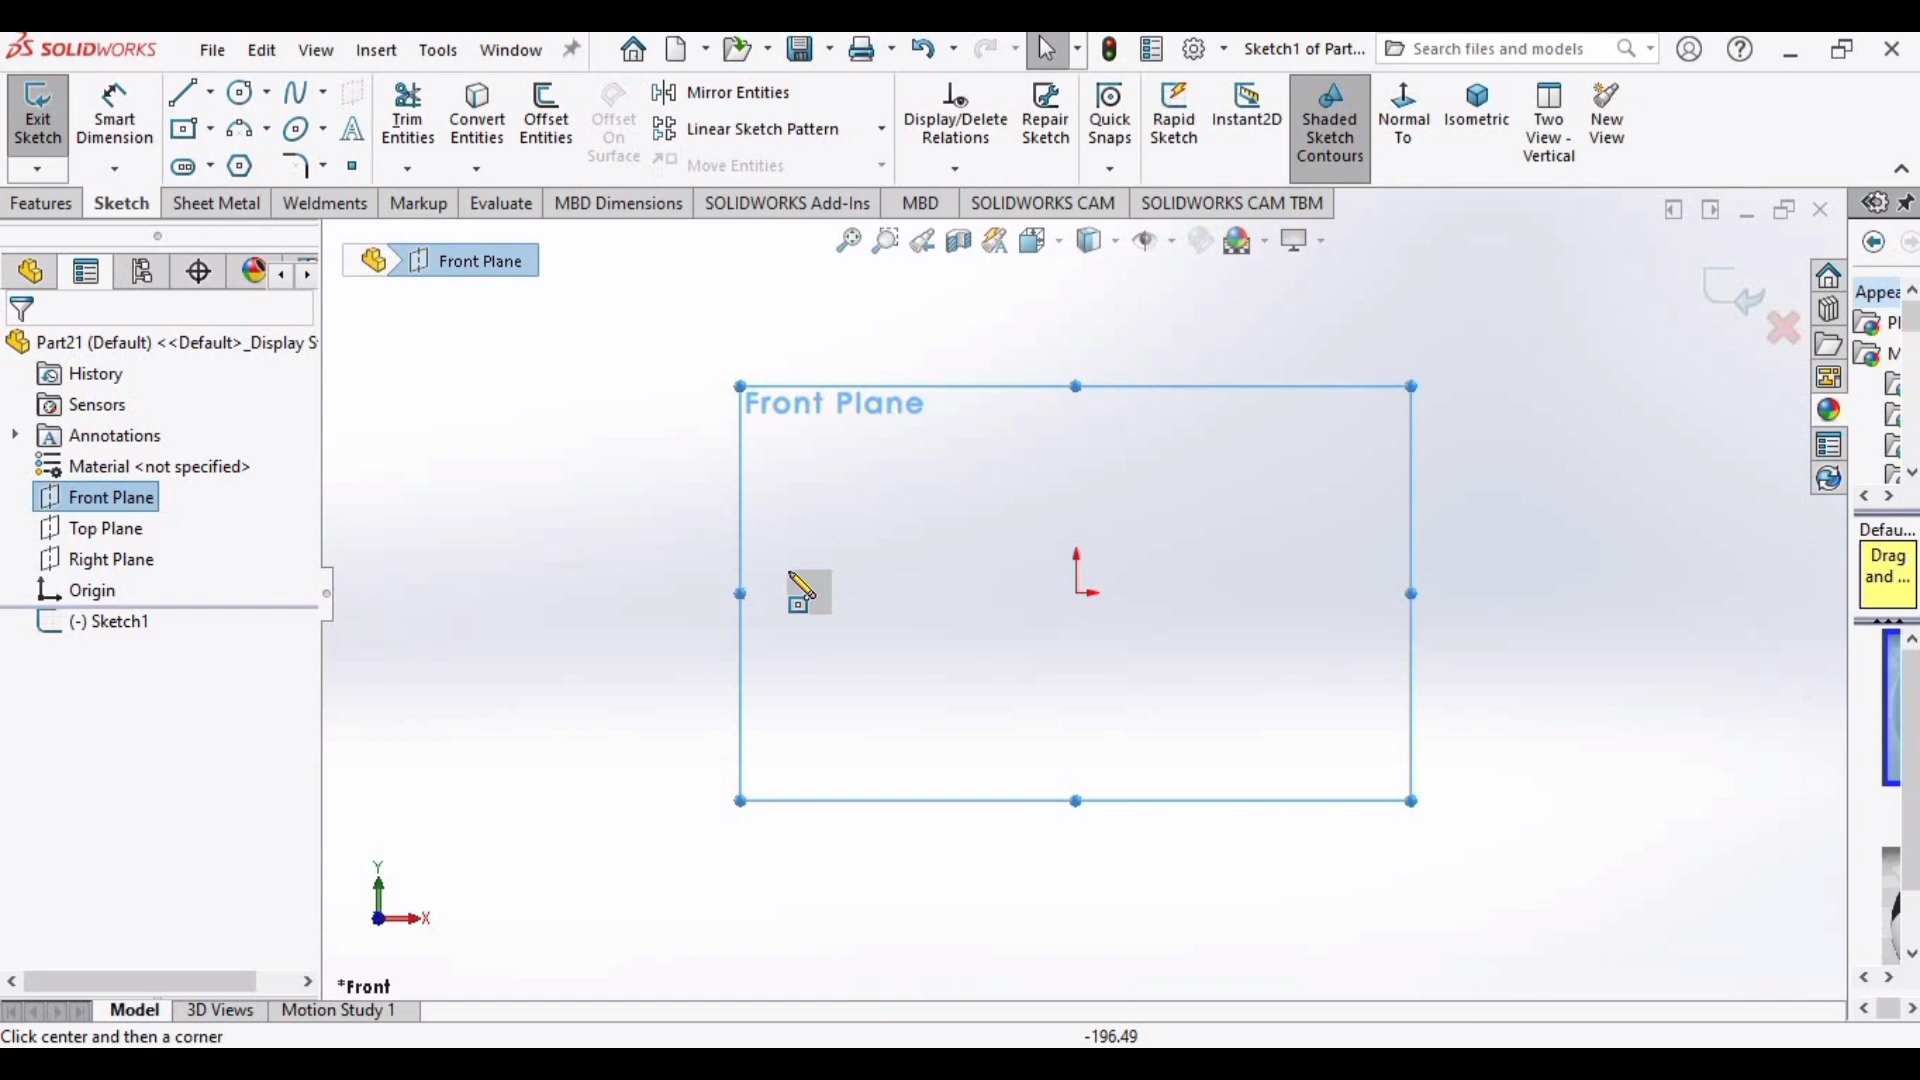 SOLIDWORKS File Edit View Insert Tools Window Sketch1 of Part... Search files and models
Exit Sketch
Smart Dimension
Trim Entities
Convert Entities
Offset Entities
Offset On Surface
Mirror Entities
Linear Sketch Pattern
Move Entities
Display/Delete Relations
Repair Sketch
Quick Snaps
Rapid Sketch
Instant2D
Shaded Sketch Contours
Normal To
Isometric
Two View - Vertical
New View
Features Sketch Sheet Metal Weldments Markup Evaluate MBD Dimensions SOLIDWORKS Add-Ins MBD SOLIDWORKS CAM SOLIDWORKS CAM TBM
Front Plane
Part21 (Default) <<Default>_Display S
History
Sensors
Annotations
Material <not specified>
Front Plane
Top Plane
Right Plane
Origin
(-) Sketch1
Front Plane
Y
X
*Front
Appea
Pl
M
Defau...
Drag
and ...
Model 3D Views Motion Study 1
Click center and then a corner -196.49